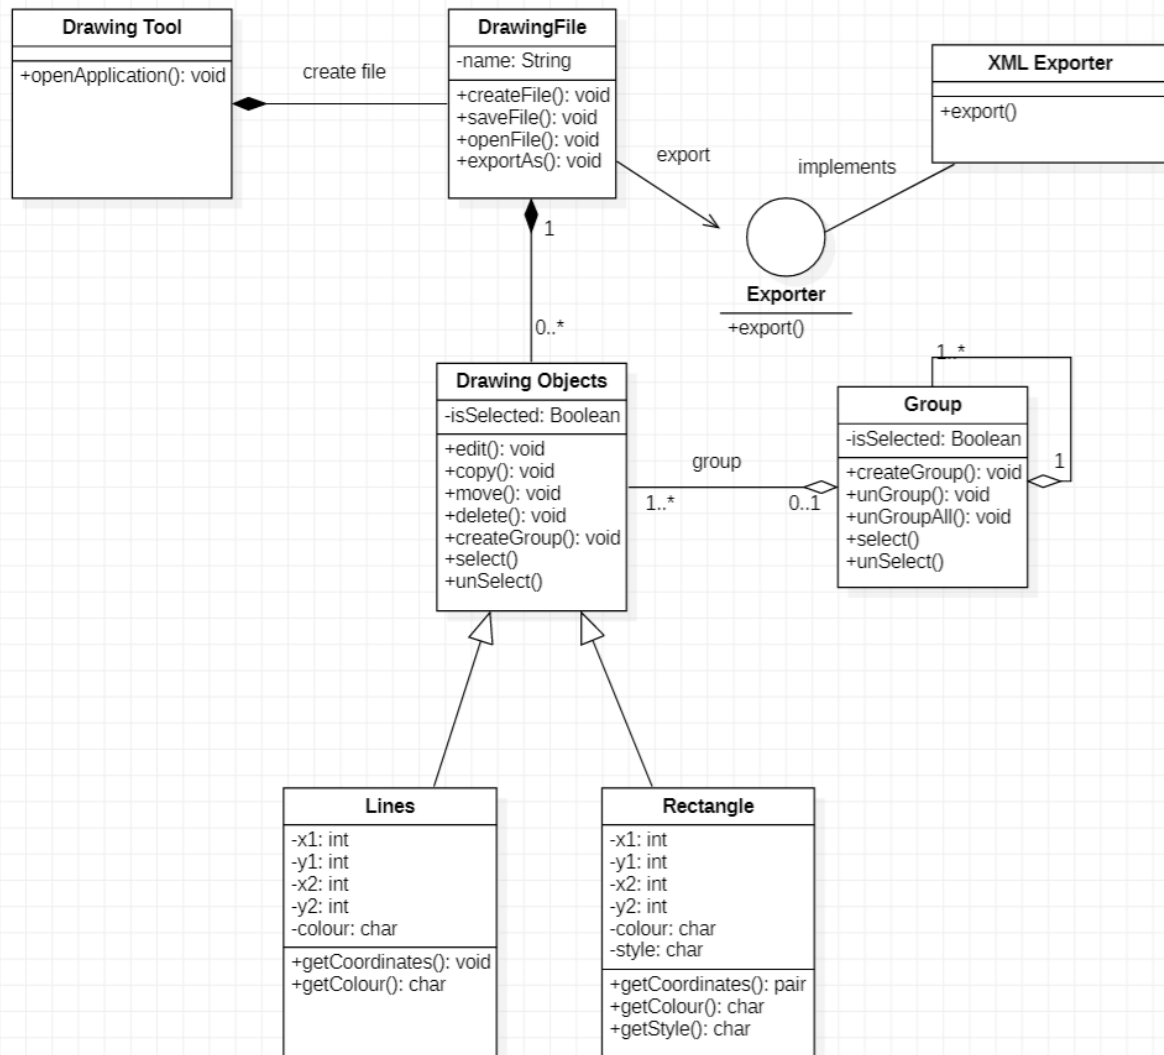 Drawing Tool
+openApplication(): void
create file
DrawingFile
-name: String
+createFile(): void
+saveFile(): void
+openFile(): void
+exportAs(): void
export
implements
XML Exporter
+export()
Exporter
+export()
1
0..*
Drawing Objects
-isSelected: Boolean
+edit(): void
+copy(): void
+move(): void
+delete(): void
+createGroup(): void
+select()
+unSelect()
group
1..*
0..1
1..*
Group
-isSelected: Boolean
+createGroup(): void
+unGroup(): void
+unGroupAll(): void
+select()
+unSelect()
1
Lines
-x1: int
-y1: int
-x2: int
-y2: int
-colour: char
+getCoordinates(): void
+getColour(): char
Rectangle
-x1: int
-y1: int
-x2: int
-y2: int
-colour: char
-style: char
+getCoordinates(): pair
+getColour(): char
+getStyle(): char